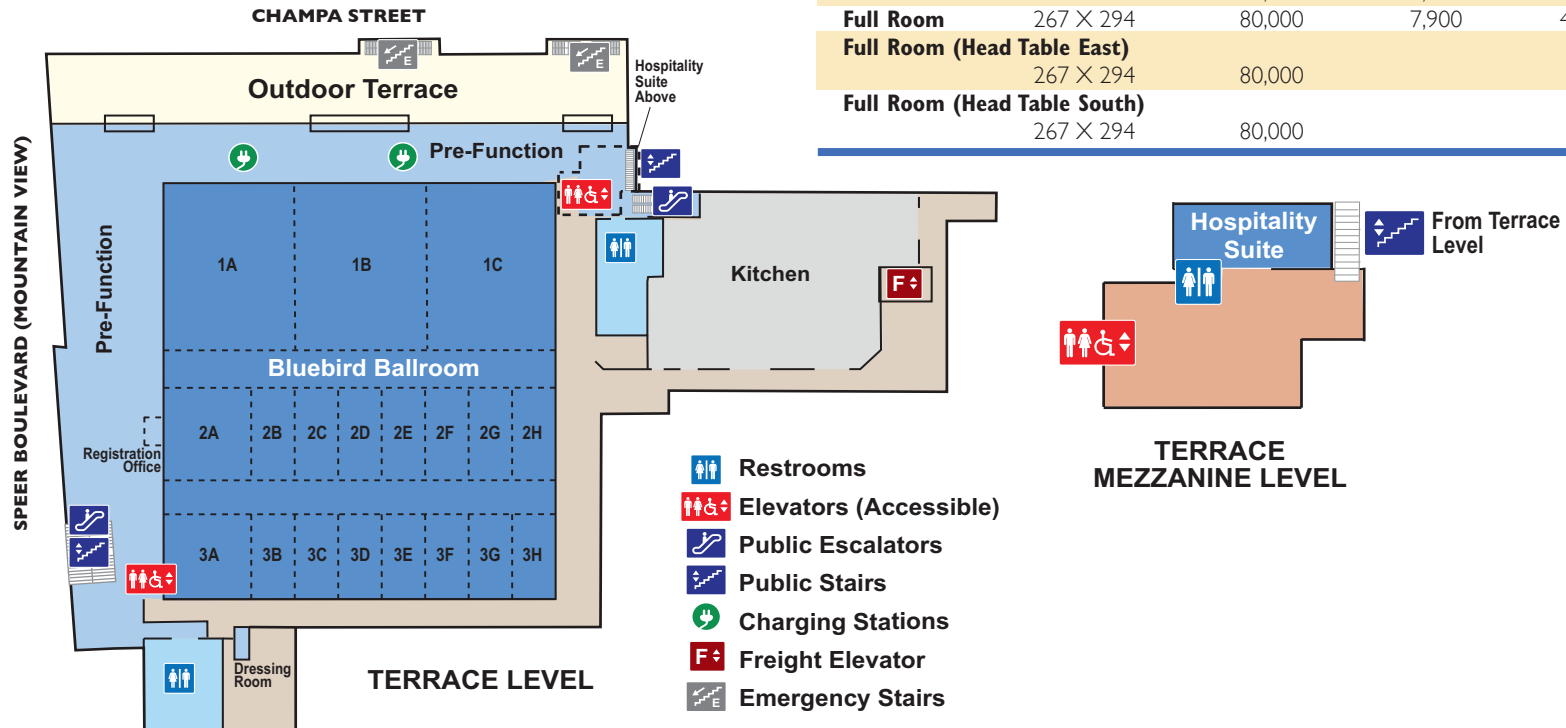 CHAMPA STREET
Full Room 267 X 294 80,000 7,900
Full Room (Head Table East)
267 X 294 80,000
Full Room (Head Table South)
267 X 294 80,000
E
E
Outdoor Terrace
Hospitality
Suite
Above
Pre-Function
SPEER BOULEVARD (MOUNTAIN VIEW)
Pre-Function
1A 1B 1C
Kitchen
F
Bluebird Ballroom
2A 2B 2C 2D 2E 2F 2G 2H
Registration
Office
3A 3B 3C 3D 3E 3F 3G 3H
Dressing
Room
TERRACE LEVEL
Restrooms
Elevators (Accessible)
Public Escalators
Public Stairs
Charging Stations
F Freight Elevator
E Emergency Stairs
Hospitality
Suite
From Terrace
Level
TERRACE
MEZZANINE LEVEL